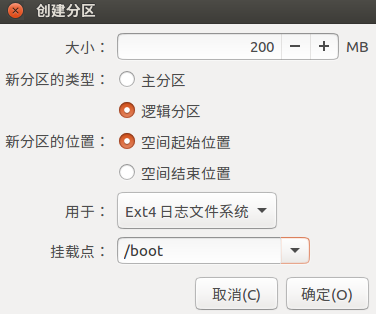 创建分区
大小： 200 − + MB
新分区的类型： 主分区
逻辑分区
新分区的位置： 空间起始位置
空间结束位置
用于： Ext4 日志文件系统
挂载点： /boot
取消(C) 确定(O)